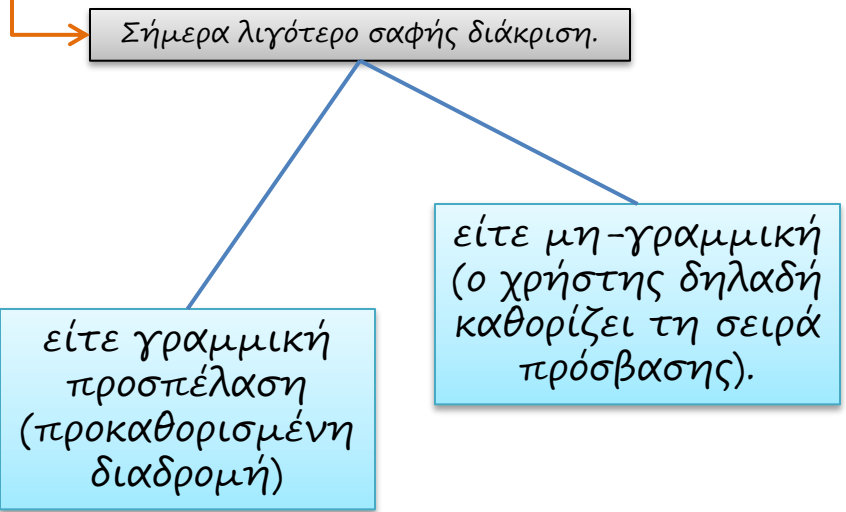 Σήμερα λιγότερο σαφής διάκριση.
είτε μη-γραμμική
(ο χρήστης δηλαδή
καθορίζει τη σειρά
πρόσβασης).
είτε γραμμική
προσπέλαση
(προκαθορισμένη
διαδρομή)